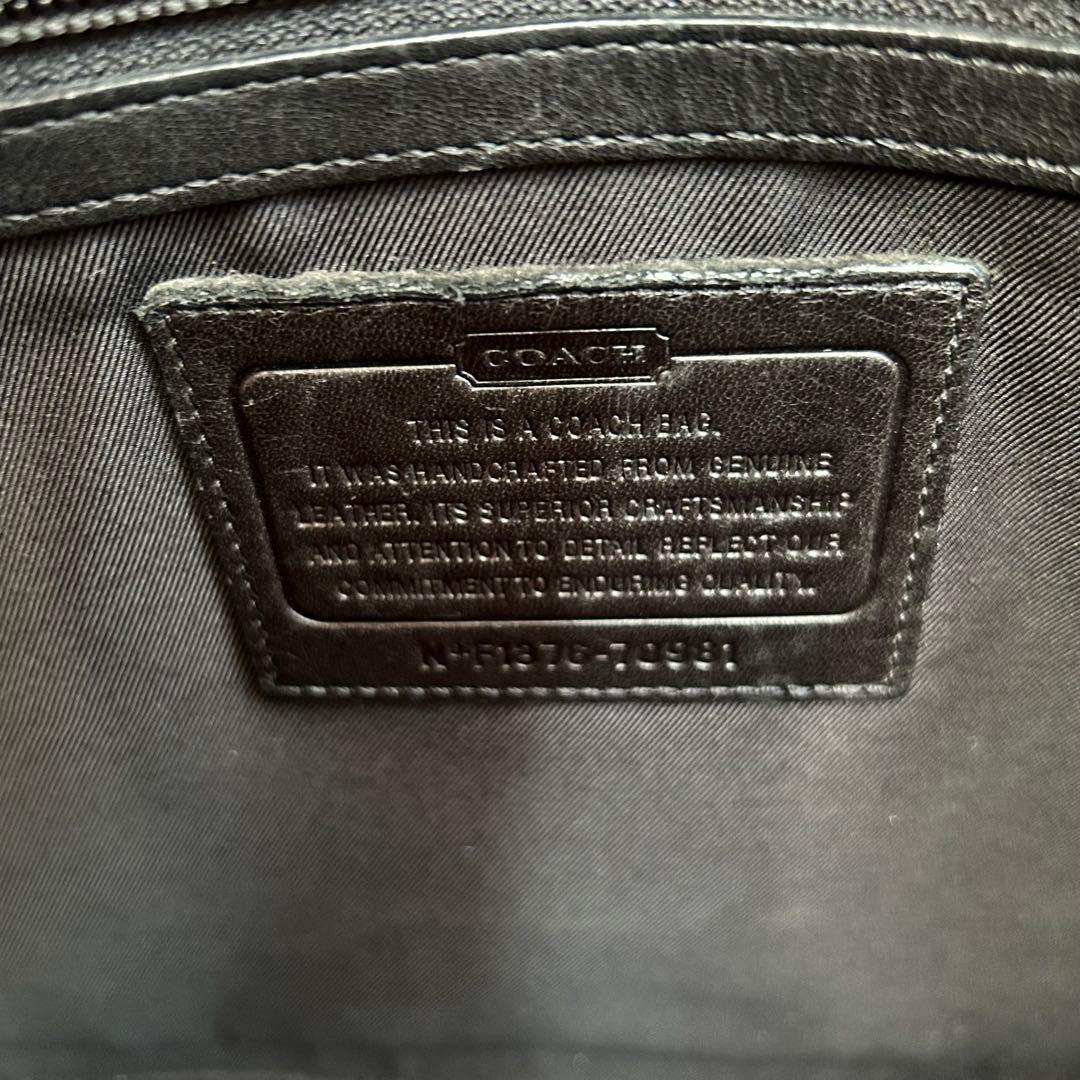 COACH
THIS IS A COACH BAG.
IT WAS HANDCRAFTED FROM GENUINE
LEATHER. ITS SUPERIOR CRAFTSMANSHIP
AND ATTENTION TO DETAIL REFLECT OUR
COMMITMENT TO ENDURING QUALITY.
Nº F1376-70981